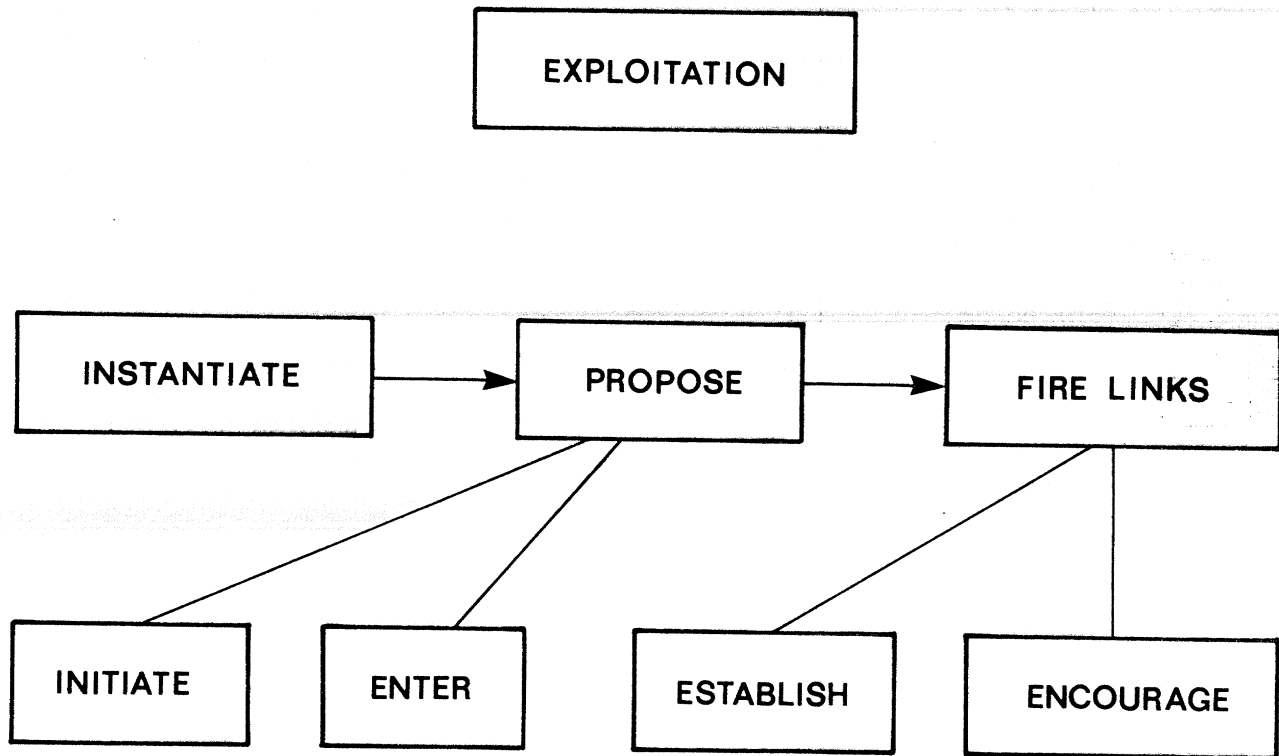 EXPLOITATION
INSTANTIATE
PROPOSE
FIRE LINKS
INITIATE
ENTER
ESTABLISH
ENCOURAGE